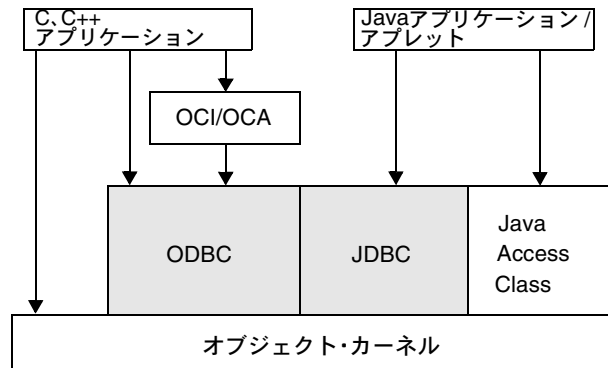 C、C++
アプリケーション
Javaアプリケーション /
アプレット
OCI/OCA
ODBC
JDBC
Java
Access
Class
オブジェクト・カーネル